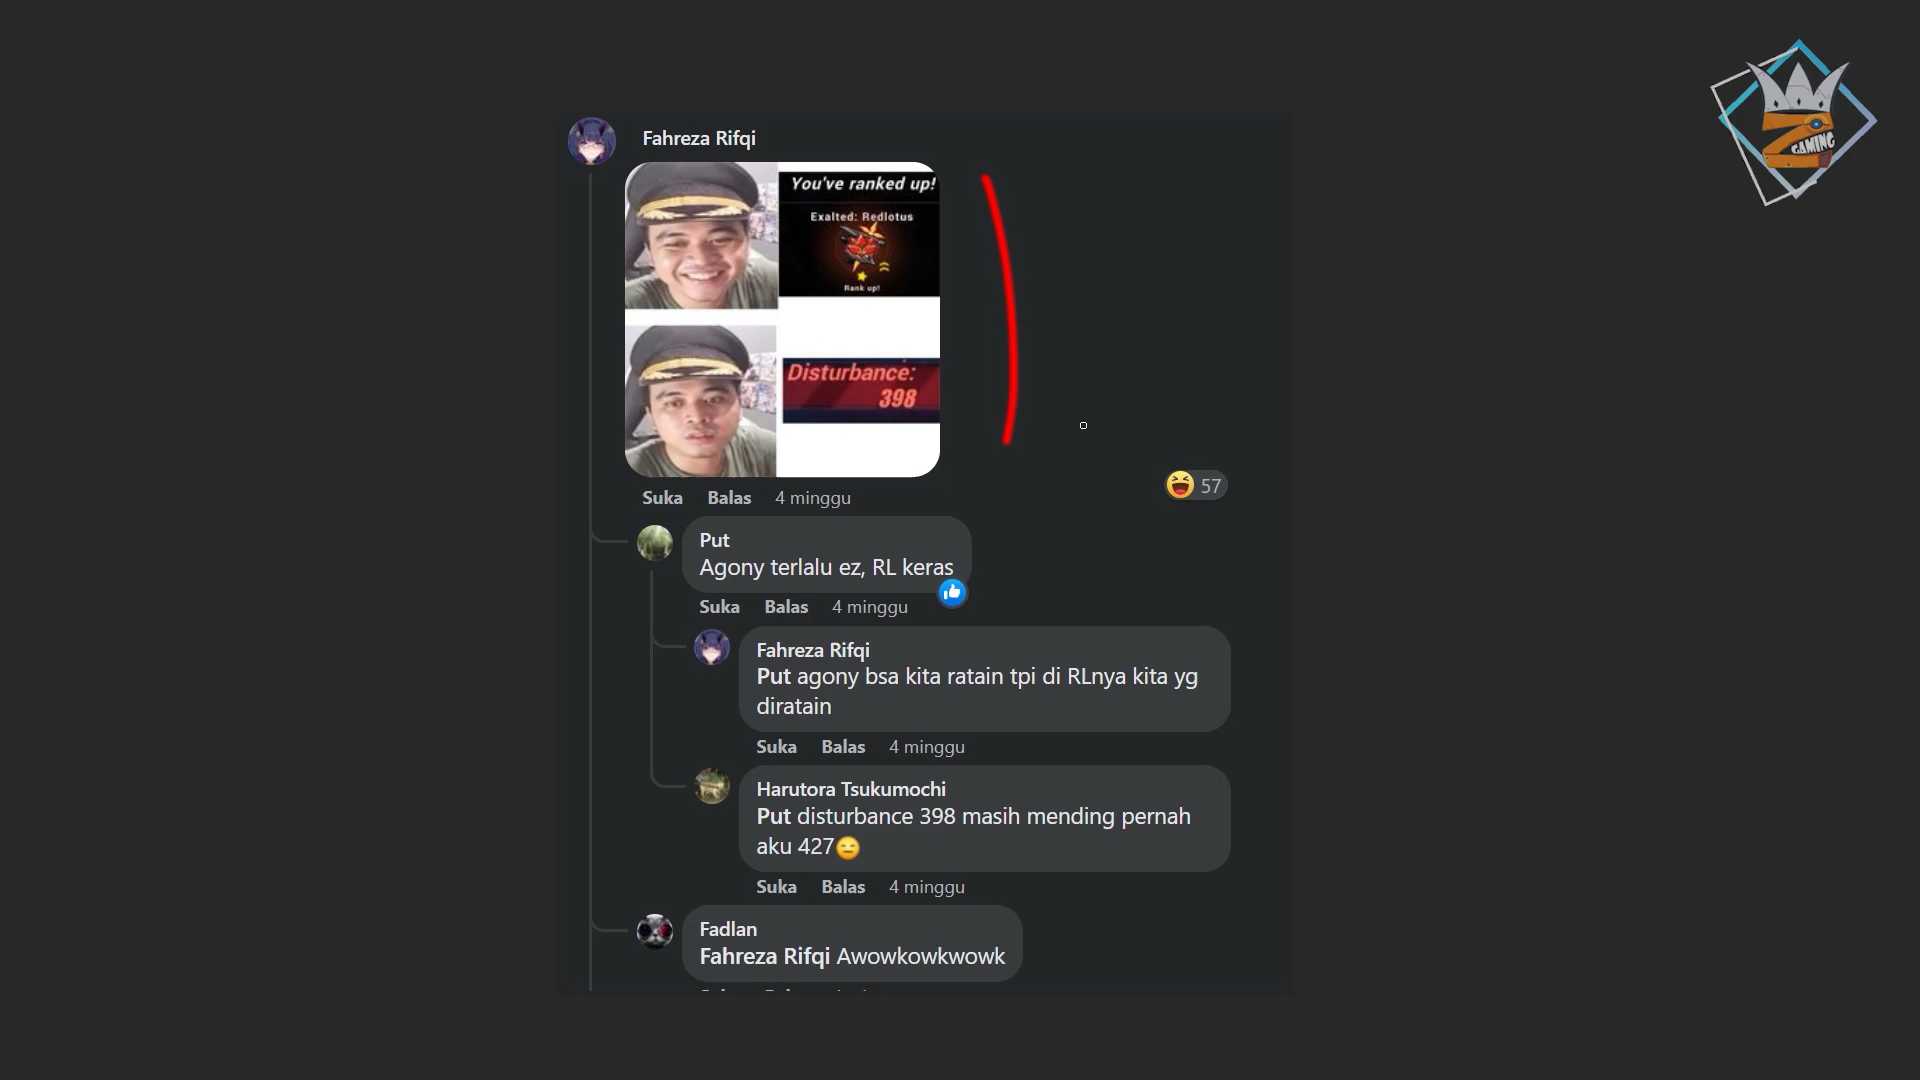 Fahreza Rifqi
You've ranked up!
Exalted: Redlotus
Rank up!
Disturbance:
398
Suka Balas 4 minggu
57
Put
Agony terlalu ez, RL keras
Suka Balas 4 minggu
Fahreza Rifqi
Put agony bsa kita ratain tpi di RLnya kita yg
diratain
Suka Balas 4 minggu
Harutora Tsukumochi
Put disturbance 398 masih mending pernah
aku 427😑
Suka Balas 4 minggu
Fadlan
Fahreza Rifqi Awowkowkwowk
Z GAMING